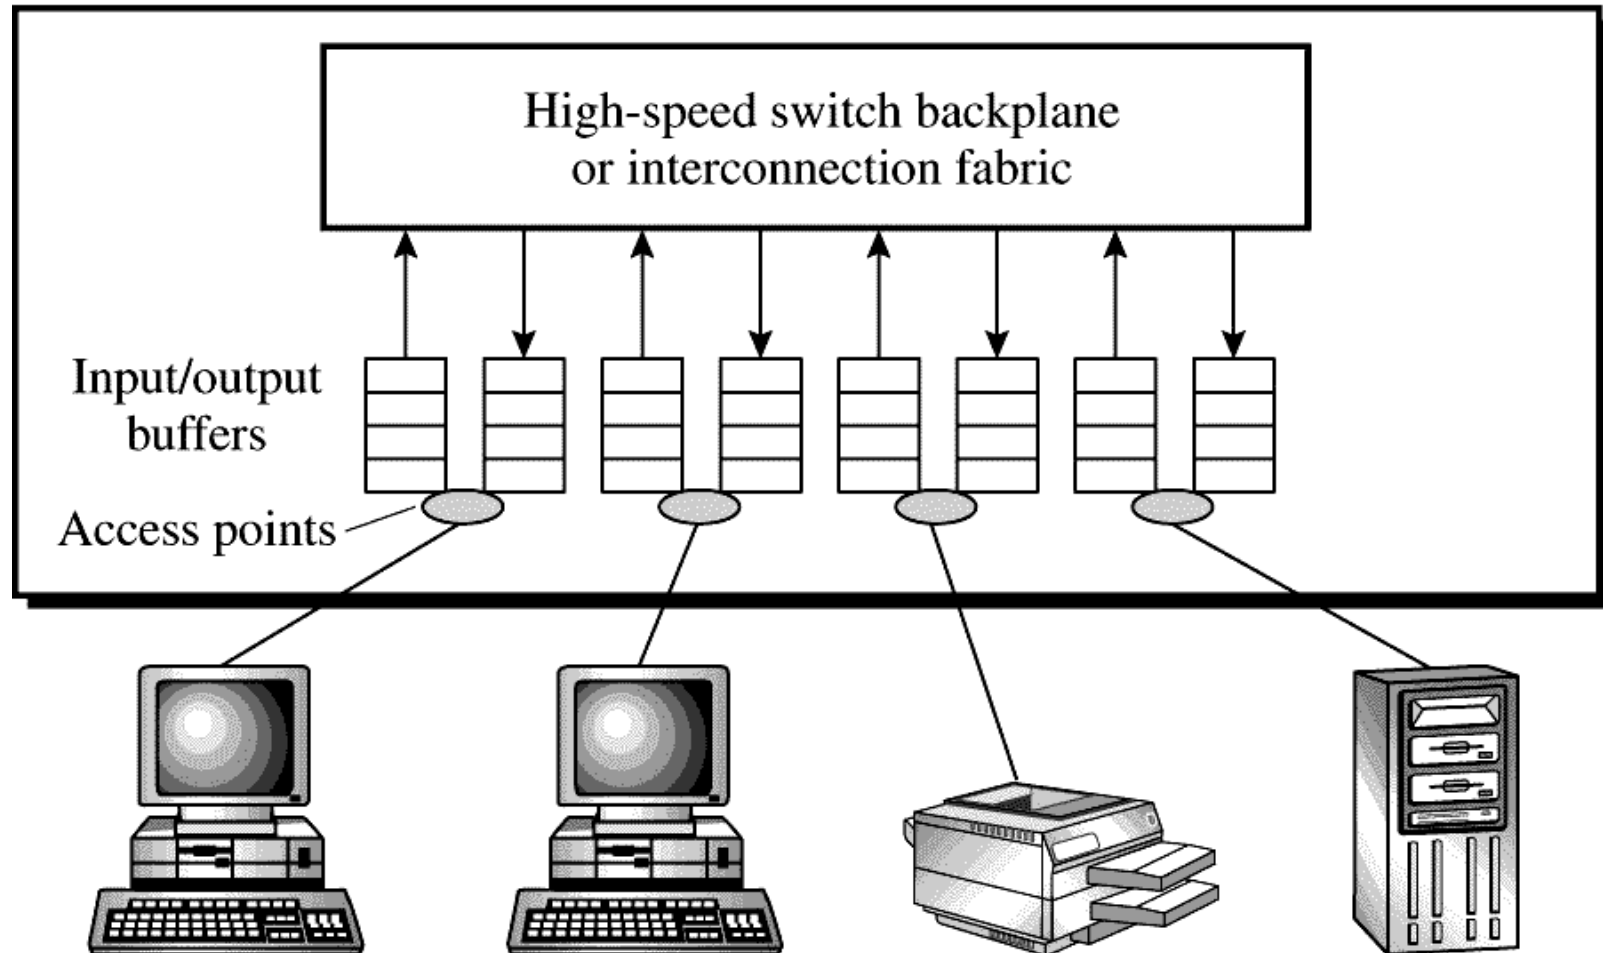 High-speed switch backplane
or interconnection fabric
Input/output
buffers
Access points